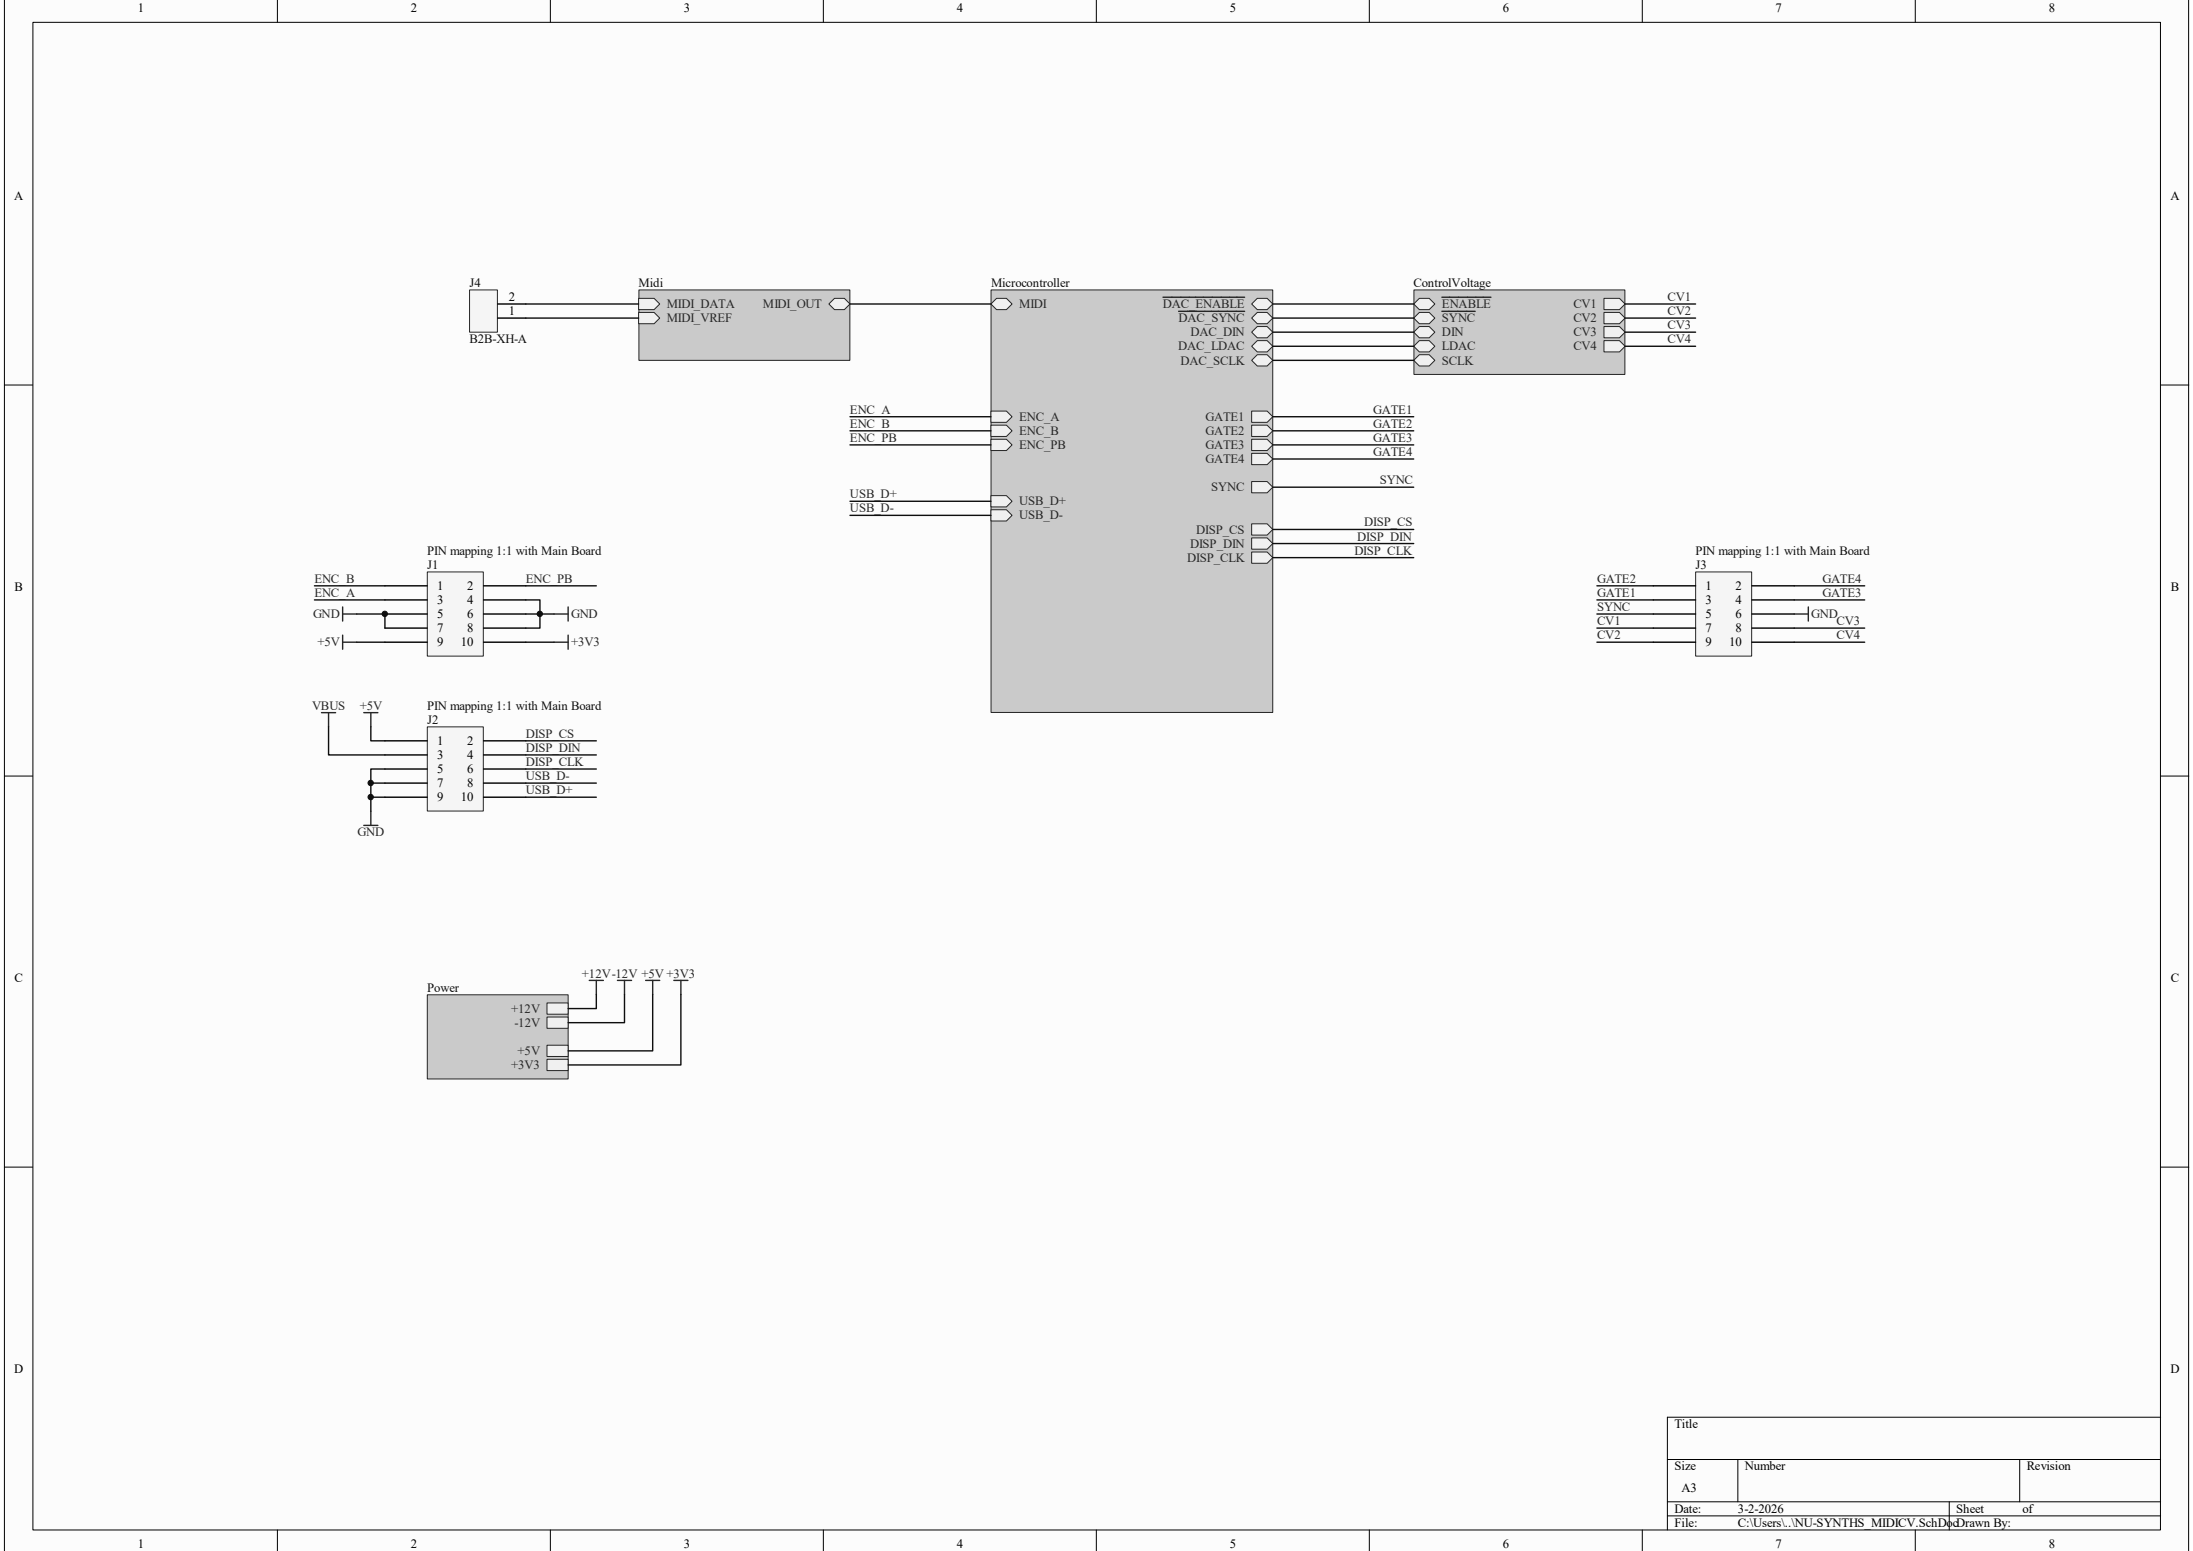 1 2 3 4 5 6 7 8
A A
J4 Midi Microcontroller ControlVoltage
2 MIDI_DATA MIDI_OUT MIDI DAC_ENABLE ENABLE CV1 CV1
1 MIDI_VREF DAC_SYNC SYNC CV2 CV2
B2B-XH-A DAC_DIN DIN CV3 CV3
DAC_LDAC LDAC CV4 CV4
DAC_SCLK SCLK
ENC_A ENC_A GATE1 GATE1
ENC_B ENC_B GATE2 GATE2
ENC_PB ENC_PB GATE3 GATE3
GATE4 GATE4
SYNC SYNC
USB_D+ USB_D+
USB_D- USB_D-
DISP_CS DISP_CS
DISP_DIN DISP_DIN
DISP_CLK DISP_CLK
PIN mapping 1:1 with Main Board
J1
ENC_B 1 2 ENC_PB
ENC_A 3 4
GND 5 6 GND
7 8
+5V 9 10 +3V3
PIN mapping 1:1 with Main Board
J3
GATE2 1 2 GATE4
GATE1 3 4 GATE3
SYNC 5 6 GND
CV1 7 8 CV3
CV2 9 10 CV4
B B
VBUS +5V PIN mapping 1:1 with Main Board
J2
1 2 DISP_CS
3 4 DISP_DIN
5 6 DISP_CLK
7 8 USB_D-
9 10 USB_D+
GND
C C
+12V -12V +5V +3V3
Power
+12V
-12V
+5V
+3V3
D D
Title
Size Number Revision
A3
Date: 3-2-2026 Sheet of
File: C:\Users\..\NU-SYNTHS_MIDICV.SchDoc Drawn By:
1 2 3 4 5 6 7 8